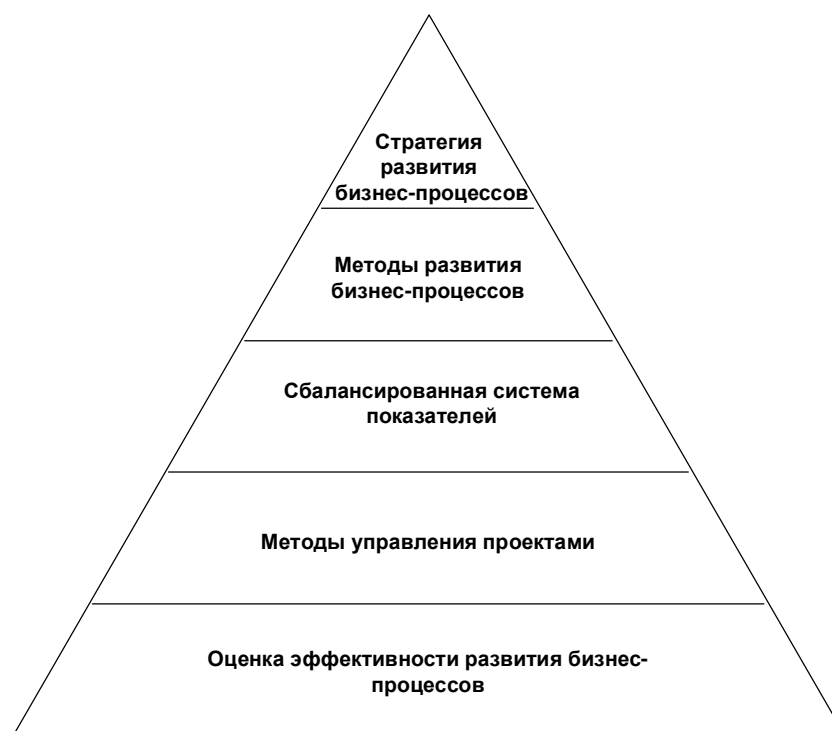 Стратегия
развития
бизнес-процессов
Методы развития
бизнес-процессов
Сбалансированная система
показателей
Методы управления проектами
Оценка эффективности развития бизнес-
процессов